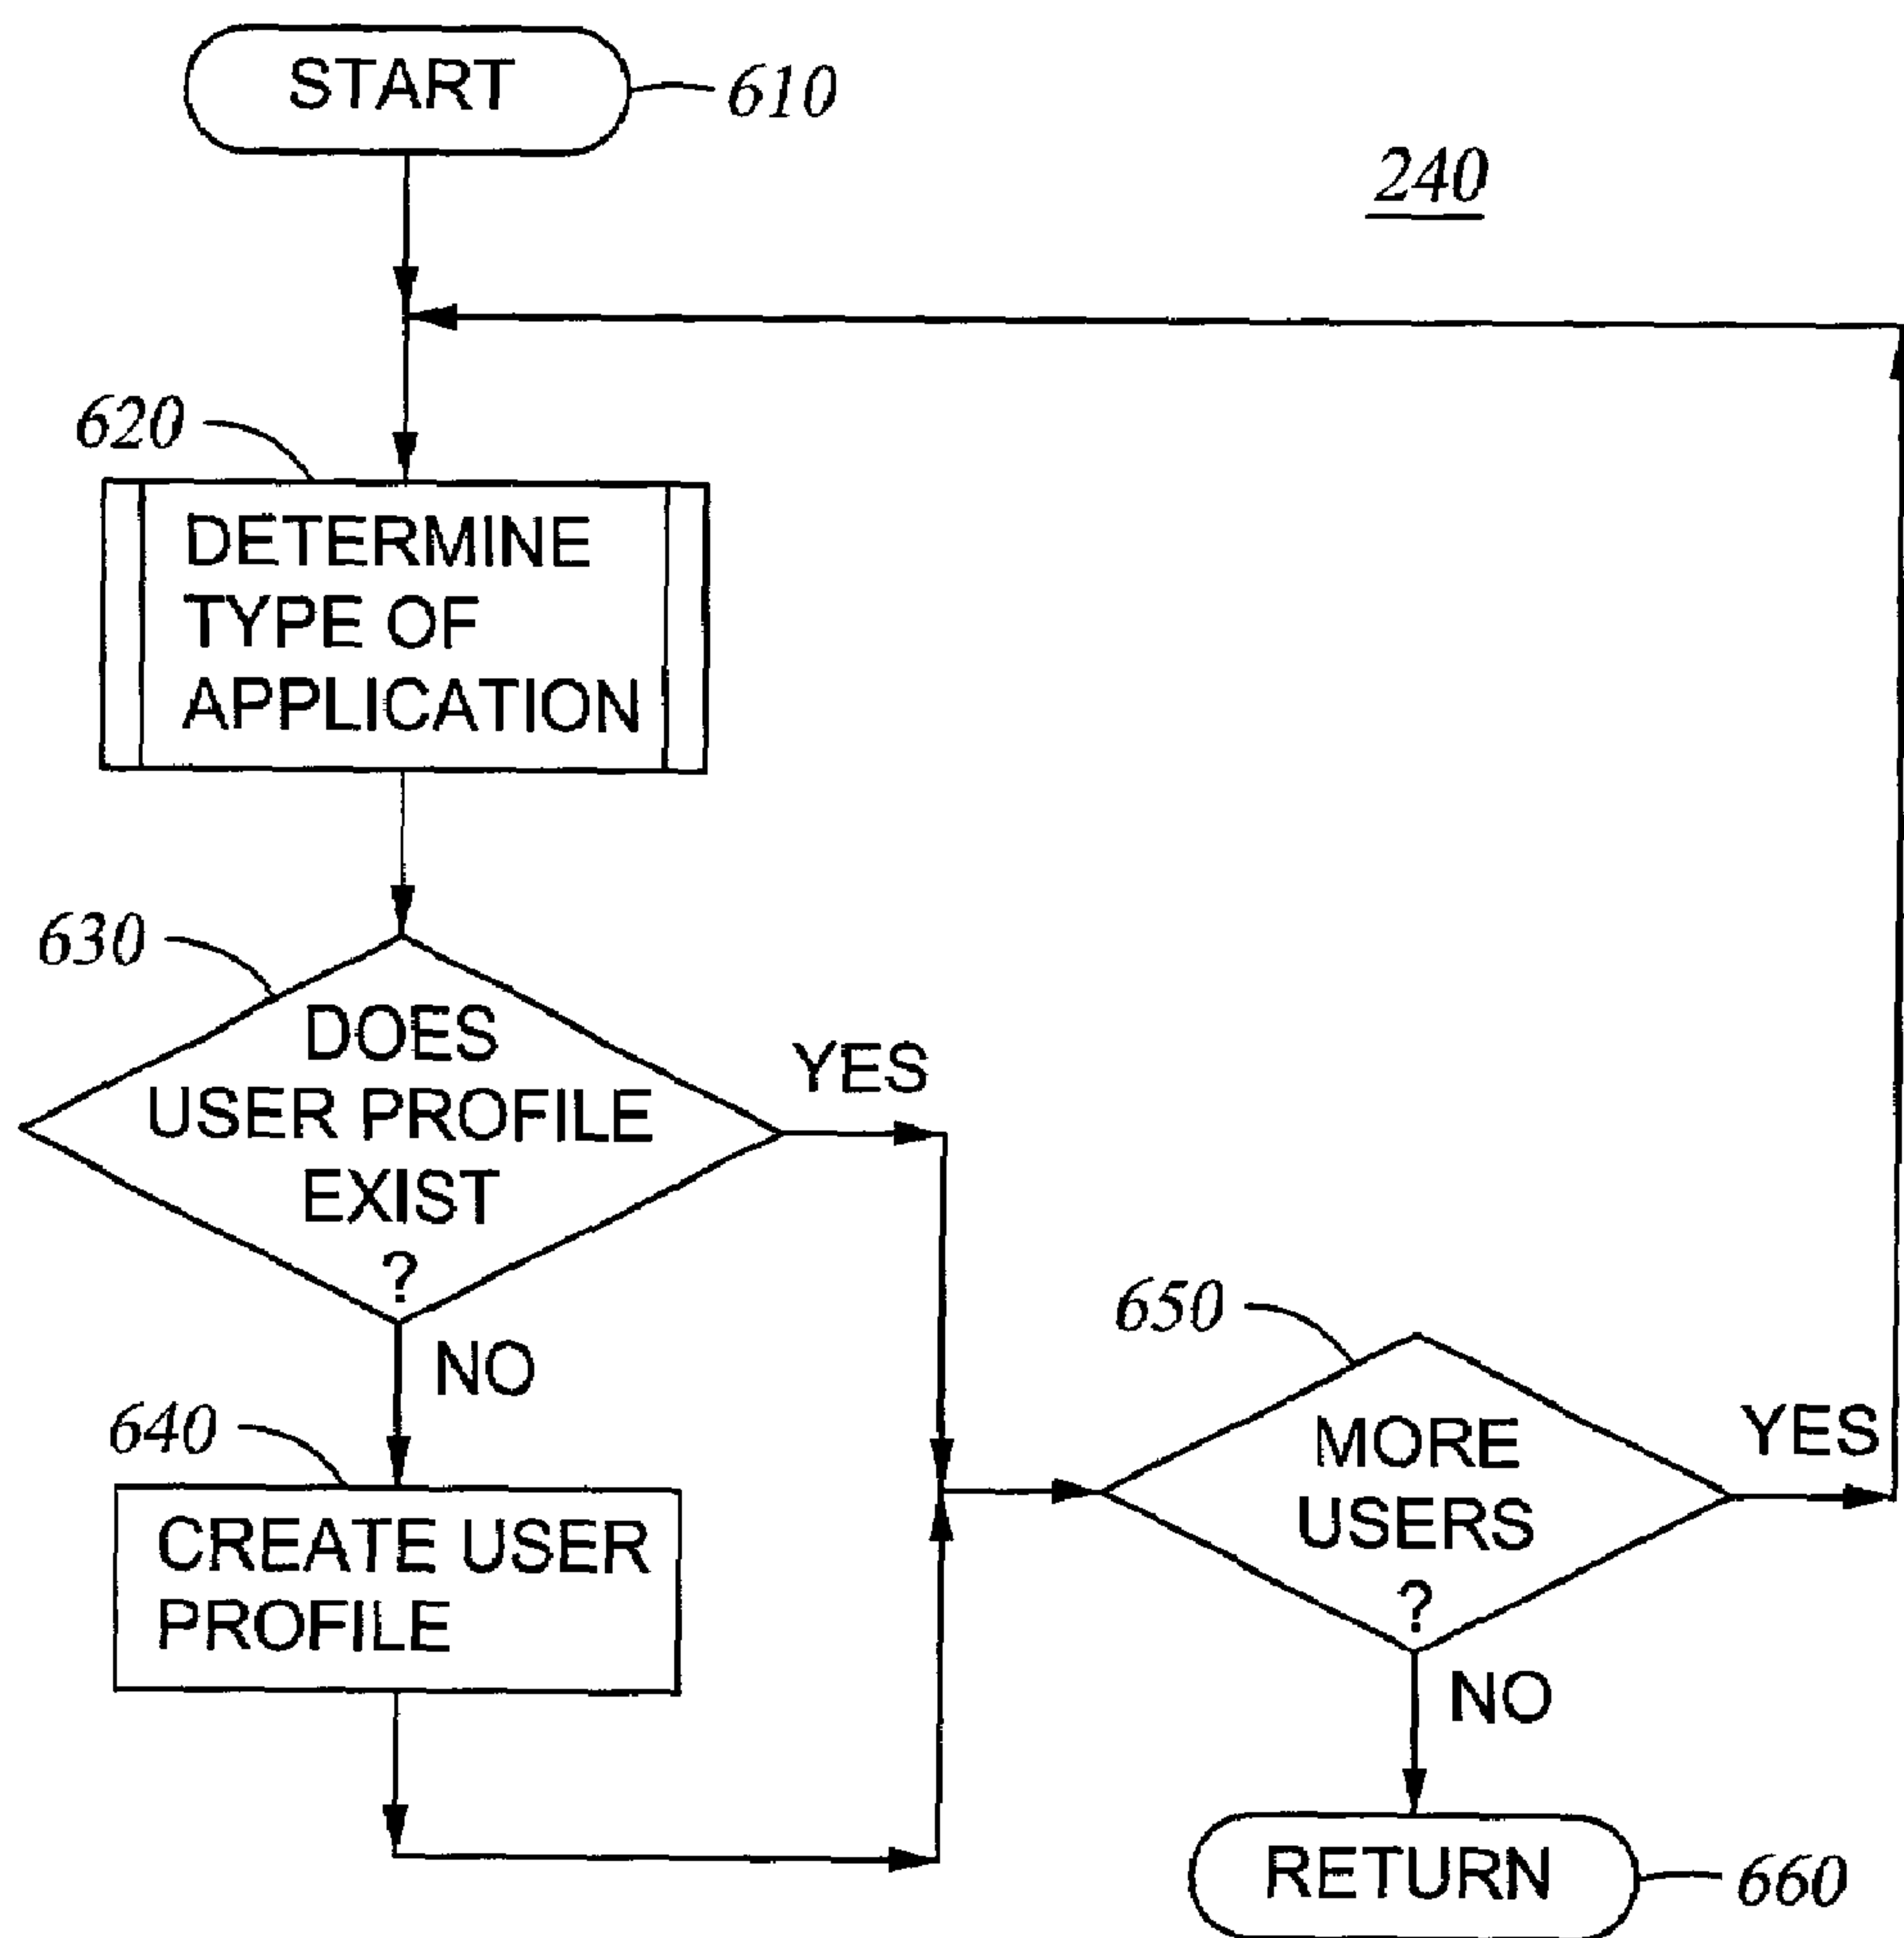 START
610
240
620
DETERMINE
TYPE OF
APPLICATION
630
DOES
USER PROFILE
EXIST
?
YES
NO
640
CREATE USER
PROFILE
650
MORE
USERS
?
YES
NO
RETURN
660